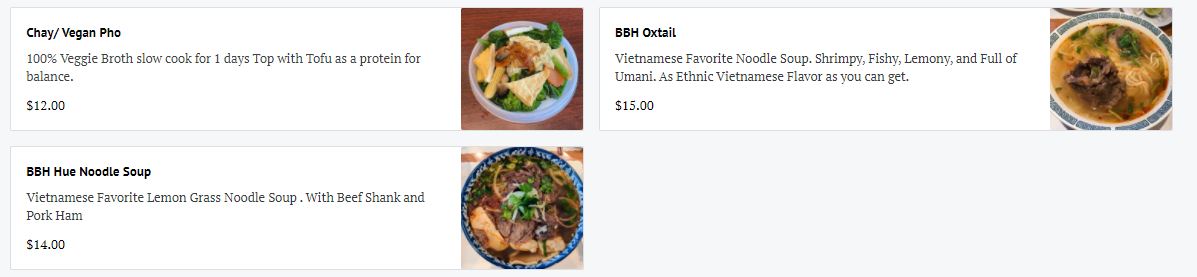 Chay/ Vegan Pho
100% Veggie Broth slow cook for 1 days Top with Tofu as a protein for
balance.
$12.00
BBH Oxtail
Vietnamese Favorite Noodle Soup. Shrimpy, Fishy, Lemony, and Full of
Umani. As Ethnic Vietnamese Flavor as you can get.
$15.00
BBH Hue Noodle Soup
Vietnamese Favorite Lemon Grass Noodle Soup . With Beef Shank and
Pork Ham
$14.00